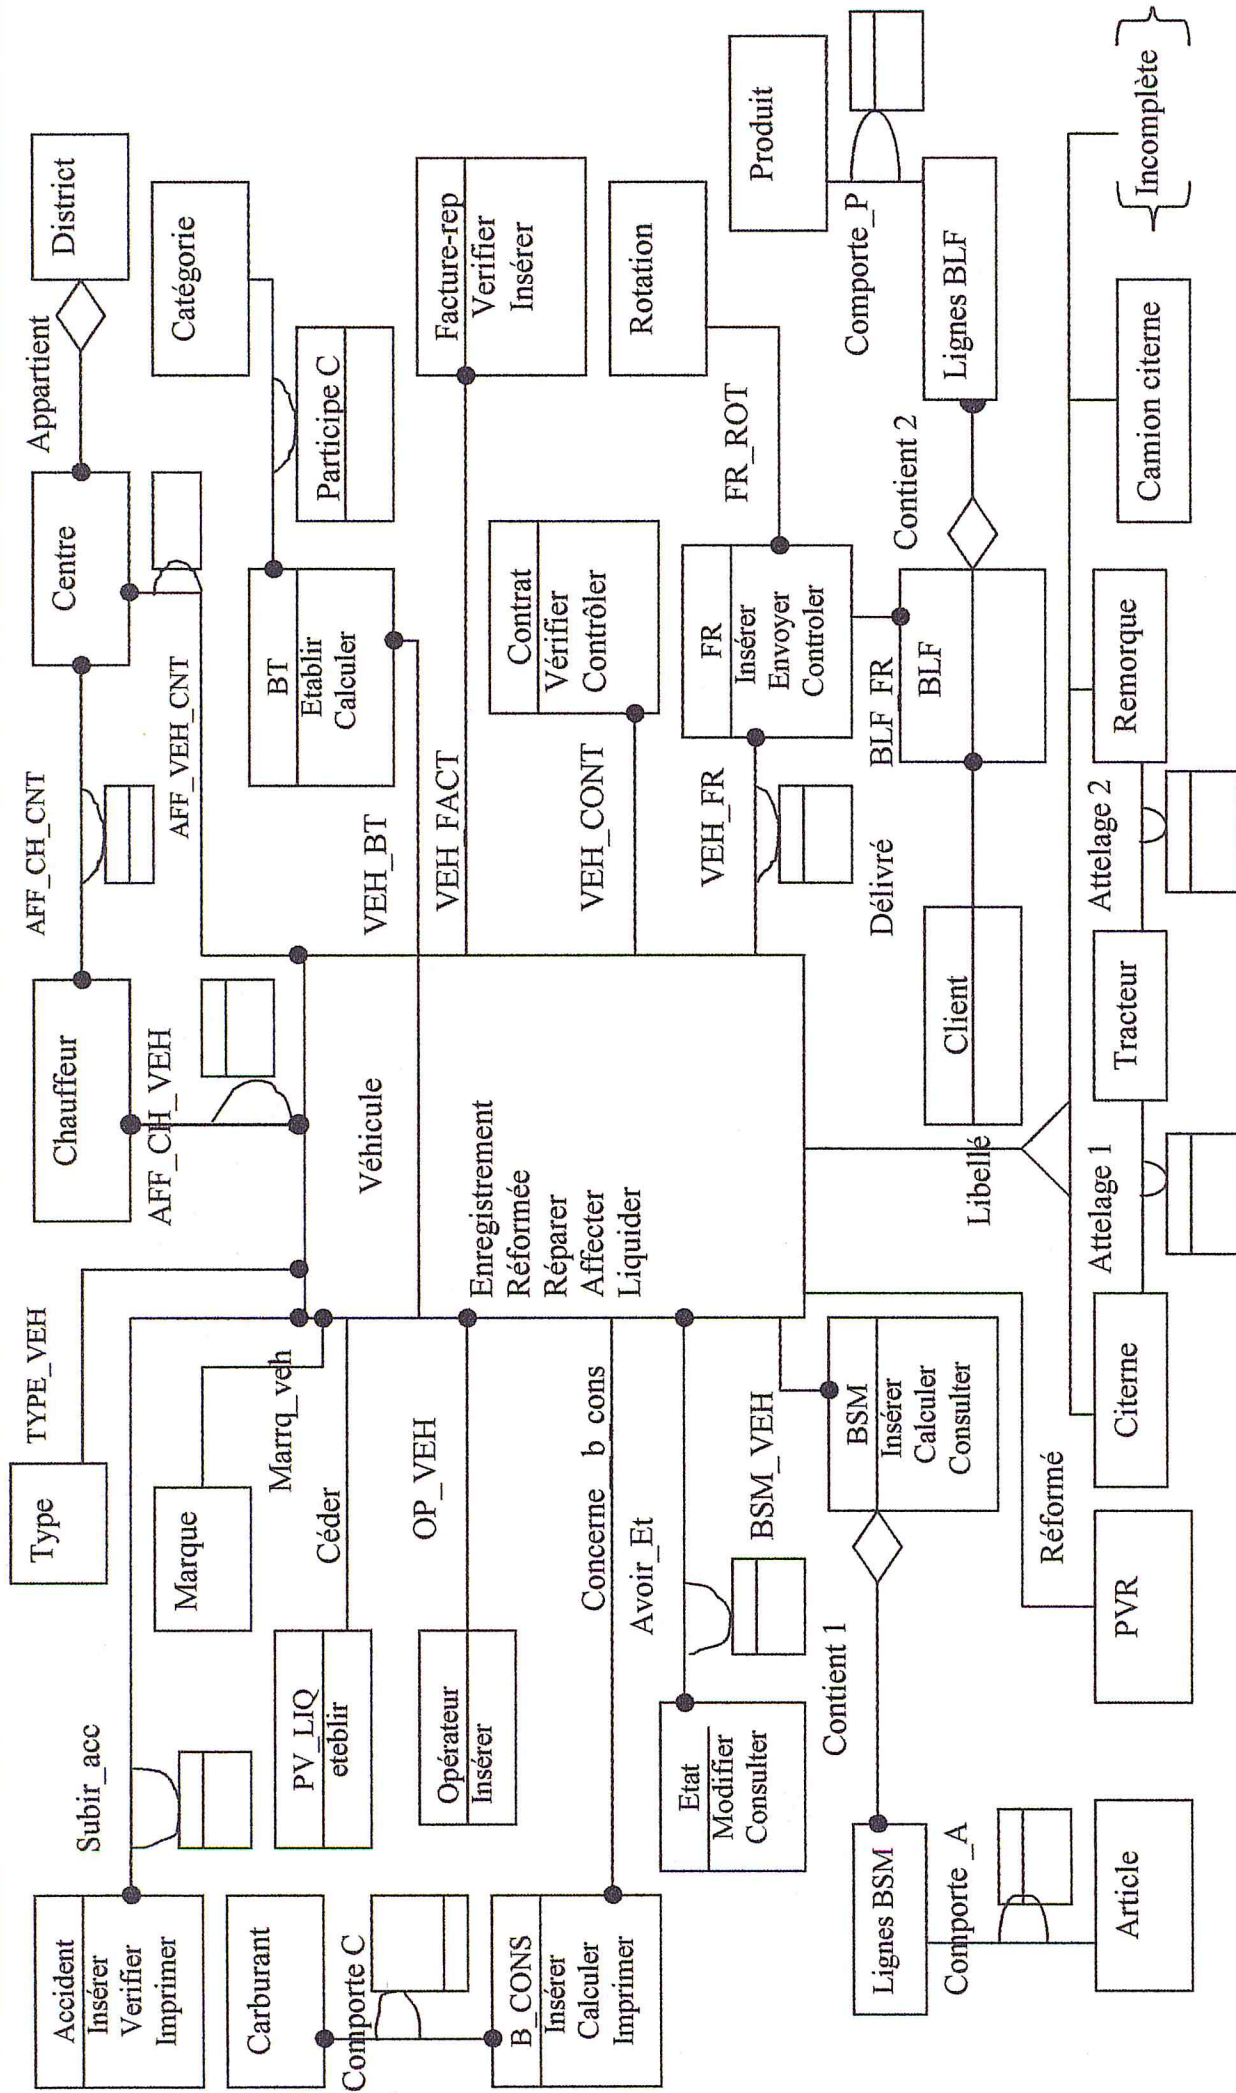 Type
TYPE_VEH
Chauffeur
AFF_CH_CNT
Centre
Appartient
District
Accident
Insérer
Verifier
Imprimer
Subir_acc
Marque
Marrq_veh
AFF_CH_VEH
AFF_VEH_CNT
Catégorie
Participe C
Carburant
Comporte C
PV_LIQ
eteblir
Céder
Véhicule
Enregistrement
Réformée
Réparer
Affecter
Liquider
VEH_BT
BT
Etablir
Calculer
Opérateur
Insérer
OP_VEH
VEH_FACT
Facture-rep
Verifier
Insérer
B_CONS
Insérer
Calculer
Imprimer
Concerne b cons
VEH_CONT
Contrat
Vérifier
Contrôler
Etat
Modifier
Consulter
Avoir_Et
VEH_FR
FR
Insérer
Envoyer
Controler
FR_ROT
Rotation
BSM_VEH
BSM
Insérer
Calculer
Consulter
Contient 1
Lignes BSM
Comporte _A
Article
Délivré
Client
BLF_FR
BLF
Contient 2
Lignes BLF
Comporte_P
Produit
Réformé
PVR
Libellé
Citerne
Attelage 1
Tracteur
Attelage 2
Remorque
Camion citerne
Incomplète